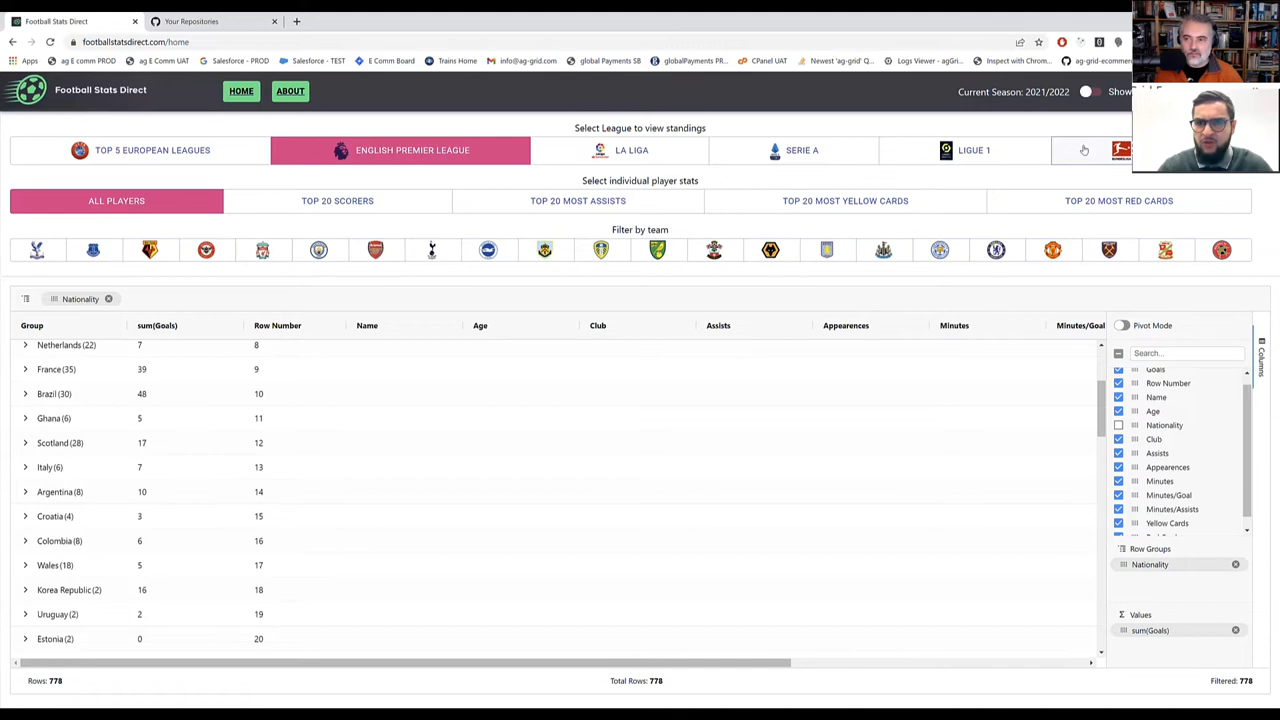 Football Stats Direct
Your Repositories
footballstatsdirect.com/home
Apps
ag E comm PROD
ag E Comm UAT
Salesforce - PROD
Salesforce - TEST
E Comm Board
Trains Home
info@ag-grid.com
global Payments SB
globalPayments PR...
CPanel UAT
Newest 'ag-grid' Q...
Logs Viewer - agGri...
Inspect with Chrom...
ag-grid-ecommer
Football Stats Direct
HOME
ABOUT
Current Season: 2021/2022
Show
Select League to view standings
TOP 5 EUROPEAN LEAGUES
ENGLISH PREMIER LEAGUE
LA LIGA
SERIE A
LIGUE 1
Select individual player stats
ALL PLAYERS
TOP 20 SCORERS
TOP 20 MOST ASSISTS
TOP 20 MOST YELLOW CARDS
TOP 20 MOST RED CARDS
Filter by team
Nationality
Group sum(Goals) Row Number Name Age Club Assists Appearences Minutes Minutes/Goal
Netherlands (22) 7 8
France (35) 39 9
Brazil (30) 48 10
Ghana (6) 5 11
Scotland (28) 17 12
Italy (6) 7 13
Argentina (8) 10 14
Croatia (4) 3 15
Colombia (8) 6 16
Wales (18) 5 17
Korea Republic (2) 16 18
Uruguay (2) 2 19
Estonia (2) 0 20
Pivot Mode
Search...
Goals
Row Number
Name
Age
Nationality
Club
Assists
Appearences
Minutes
Minutes/Goal
Minutes/Assists
Yellow Cards
Row Groups
Nationality
Values
sum(Goals)
Columns
Rows: 778
Total Rows: 778
Filtered: 778